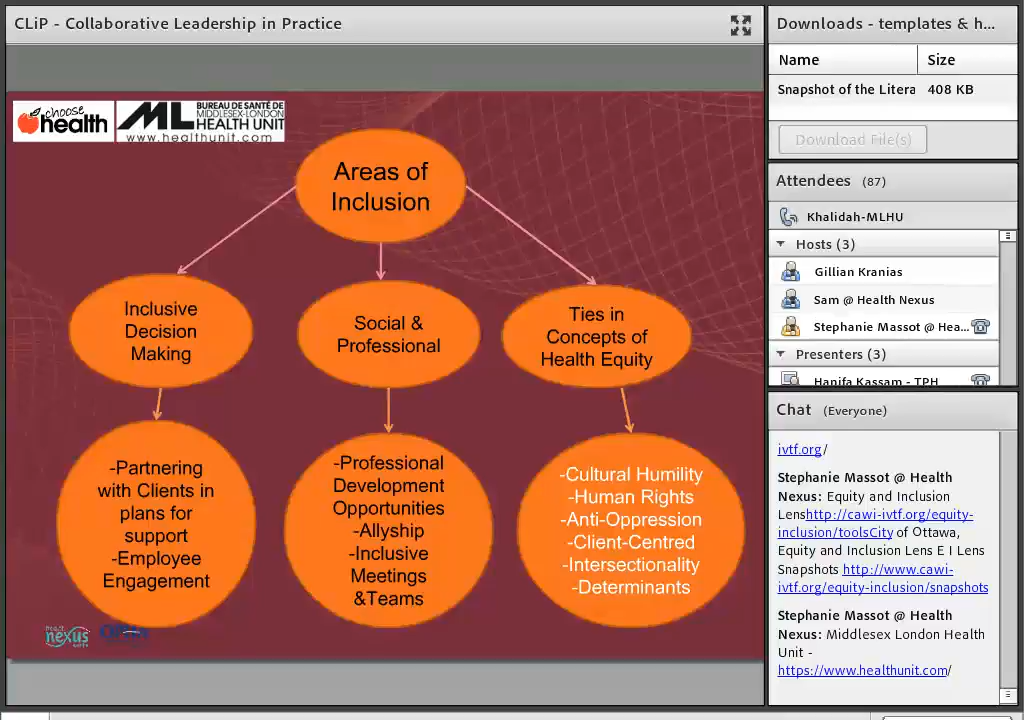 CLiP - Collaborative Leadership in Practice
choose
health
ML
BUREAU DE SANTÉ DE
MIDDLESEX-LONDON
HEALTH UNIT
www.healthunit.com
Areas of
Inclusion
Inclusive
Decision
Making
Social &
Professional
Ties in
Concepts of
Health Equity
-Partnering
with Clients in
plans for
support
-Employee
Engagement
-Professional
Development
Opportunities
-Allyship
-Inclusive
Meetings
&Teams
-Cultural Humility
-Human Rights
-Anti-Oppression
-Client-Centred
-Intersectionality
-Determinants
nexus
Downloads - templates & h...
Name Size
Snapshot of the Litera 408 KB
Download File(s)
Attendees (87)
Khalidah-MLHU
Hosts (3)
Gillian Kranias
Sam @ Health Nexus
Stephanie Massot @ Hea...
Presenters (3)
Hanifa Kassam - TPH
Chat (Everyone)
ivtf.org/
Stephanie Massot @ Health
Nexus: Equity and Inclusion
Lenshttp://cawi-ivtf.org/equity-
inclusion/toolsCity of Ottawa,
Equity and Inclusion Lens E I Lens
Snapshots http://www.cawi-
ivtf.org/equity-inclusion/snapshots
Stephanie Massot @ Health
Nexus: Middlesex London Health
Unit -
https://www.healthunit.com/